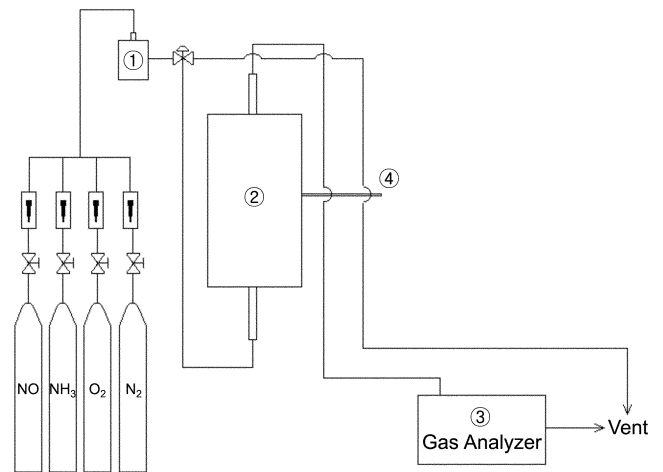 ①
②
④
NO
NH₃
O₂
N₂
③
Gas Analyzer
Vent